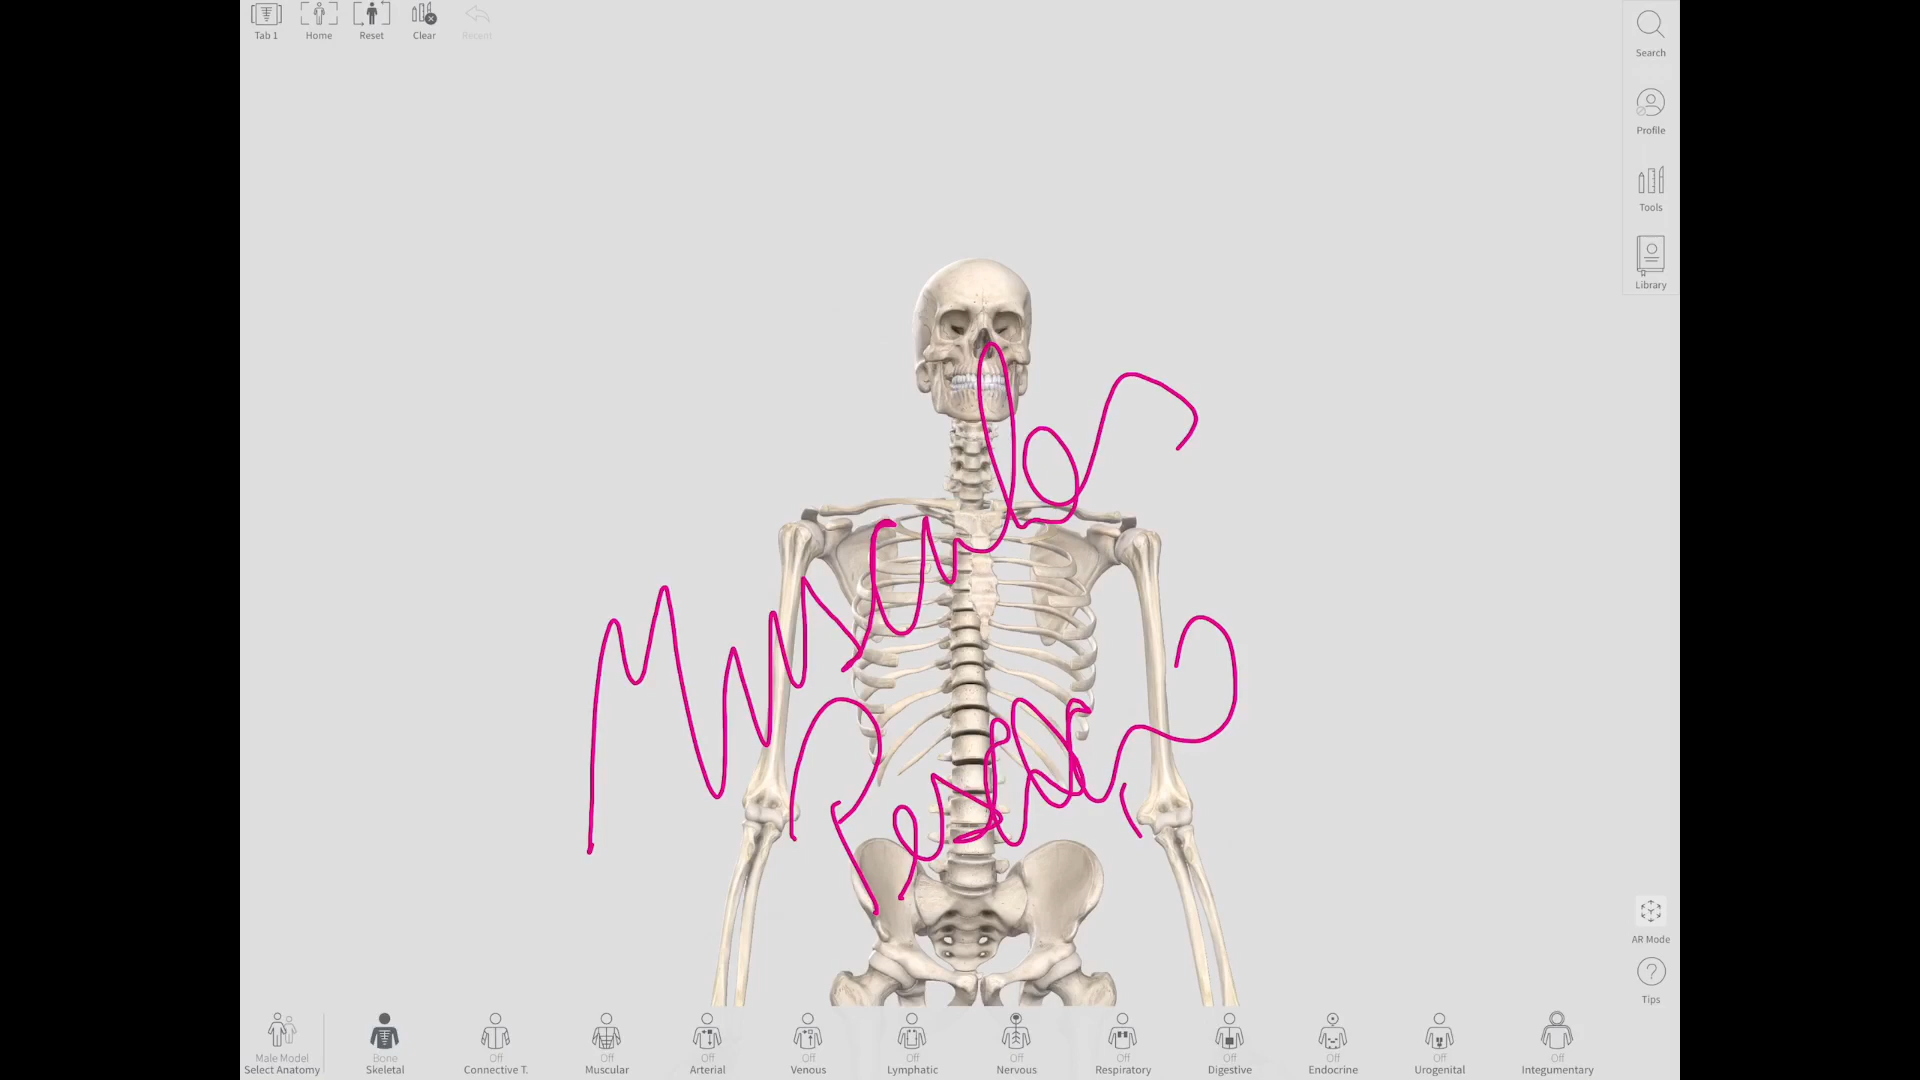 Tab 1 Home Reset Clear Recent
Search
Profile
Tools
Library
Muscles
AR Mode
Tips
Male Model Bone Off Off Off Off Off Off Off Off Off Off Off
Select Anatomy Skeletal Connective T. Muscular Arterial Venous Lymphatic Nervous Respiratory Digestive Endocrine Urogenital Integumentary